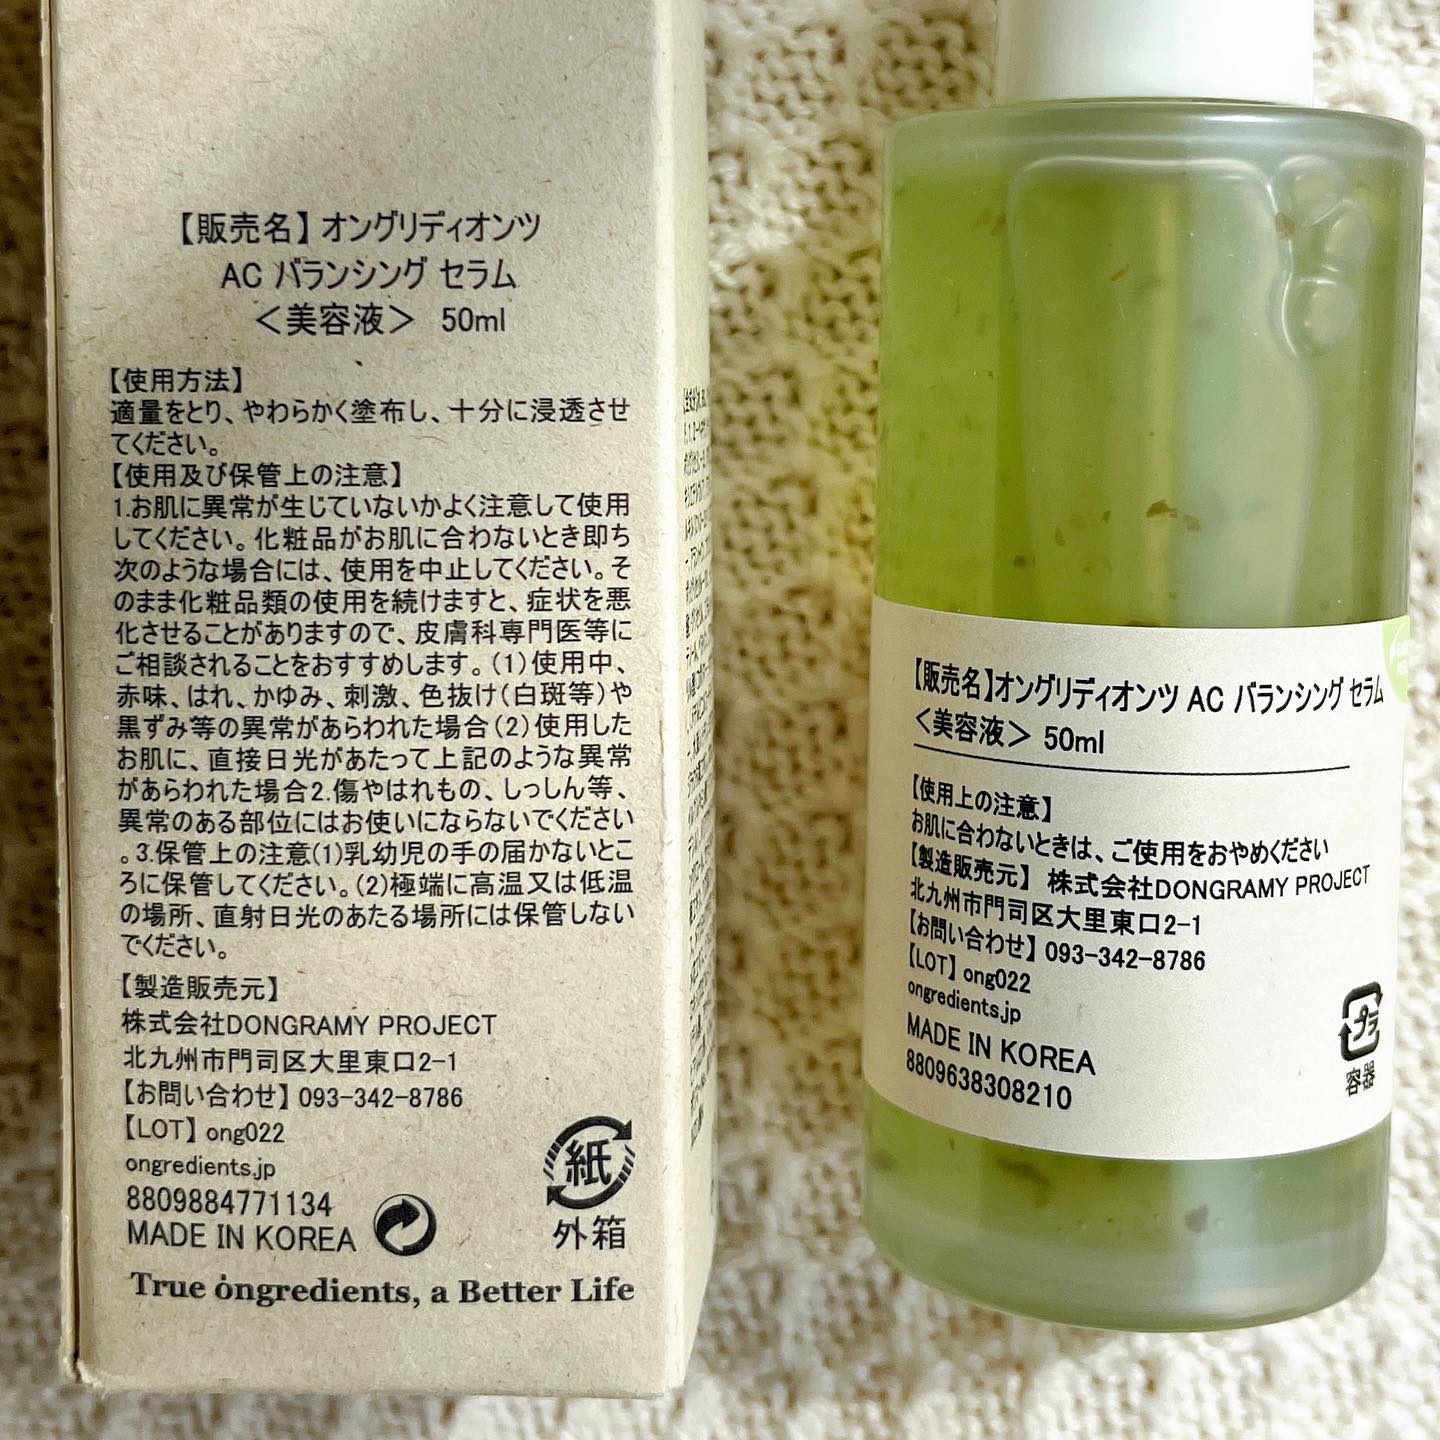 【販売名】オングリディオンツ
AC バランシング セラム
＜美容液＞ 50ml
【使用方法】
適量をとり、やわらかく塗布し、十分に浸透させ
てください。
【使用及び保管上の注意】
1.お肌に異常が生じていないかよく注意して使用
してください。化粧品がお肌に合わないとき即ち
次のような場合には、使用を中止してください。そ
のまま化粧品類の使用を続けますと、症状を悪
化させることがありますので、皮膚科専門医等に
ご相談されることをおすすめします。(1)使用中、
赤味、はれ、かゆみ、刺激、色抜け(白斑等)や
黒ずみ等の異常があらわれた場合(2)使用した
お肌に、直接日光があたって上記のような異常
があらわれた場合2.傷やはれもの、しっしん等、
異常のある部位にはお使いにならないでください
。3.保管上の注意(1)乳幼児の手の届かないとこ
ろに保管してください。(2)極端に高温又は低温
の場所、直射日光のあたる場所には保管しない
でください。
【製造販売元】
株式会社DONGRAMY PROJECT
北九州市門司区大里東口2-1
【お問い合わせ】093-342-8786
【LOT】ong022
ongredients.jp
8809884771134
MADE IN KOREA
紙
外箱
True ongredients, a Better Life
【販売名】オングリディオンツ AC バランシング セラム
＜美容液＞ 50ml
【使用上の注意】
お肌に合わないときは、ご使用をおやめください
【製造販売元】 株式会社DONGRAMY PROJECT
北九州市門司区大里東口2-1
【お問い合わせ】093-342-8786
【LOT】ong022
ongredients.jp
MADE IN KOREA
8809638308210
プラ
容器